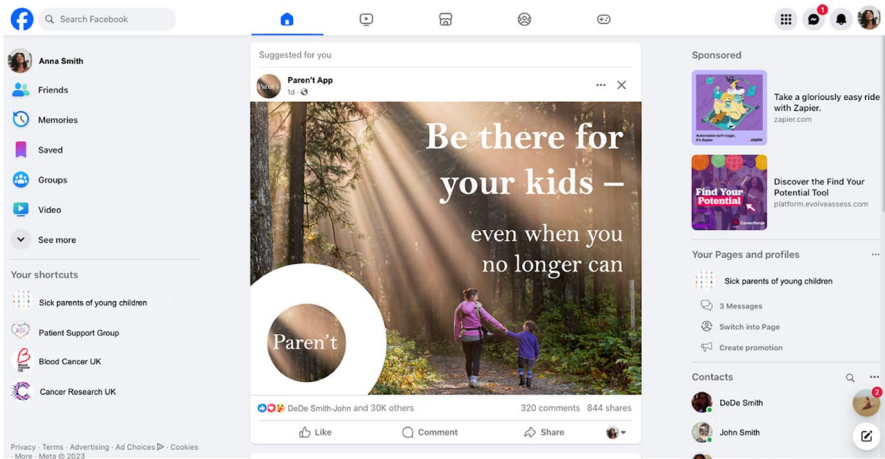 Search Facebook
1
Anna Smith
Friends
Memories
Saved
Groups
Video
See more
Your shortcuts
Sick parents of young children
Patient Support Group
Blood Cancer UK
Cancer Research UK
Privacy · Terms · Advertising · Ad Choices · Cookies
· More · Meta © 2023
Suggested for you
Paren't App
1d ·
Be there for
your kids –
even when you
no longer can
Paren't
DeDe Smith-John and 30K others
320 comments 844 shares
Like
Comment
Share
Sponsored
Take a gloriously easy ride
with Zapier.
zapier.com
Find Your
Potential
Discover the Find Your
Potential Tool
platform.evolveassess.com
Your Pages and profiles
Sick parents of young children
3 Messages
Switch into Page
Create promotion
Contacts
DeDe Smith
2
John Smith